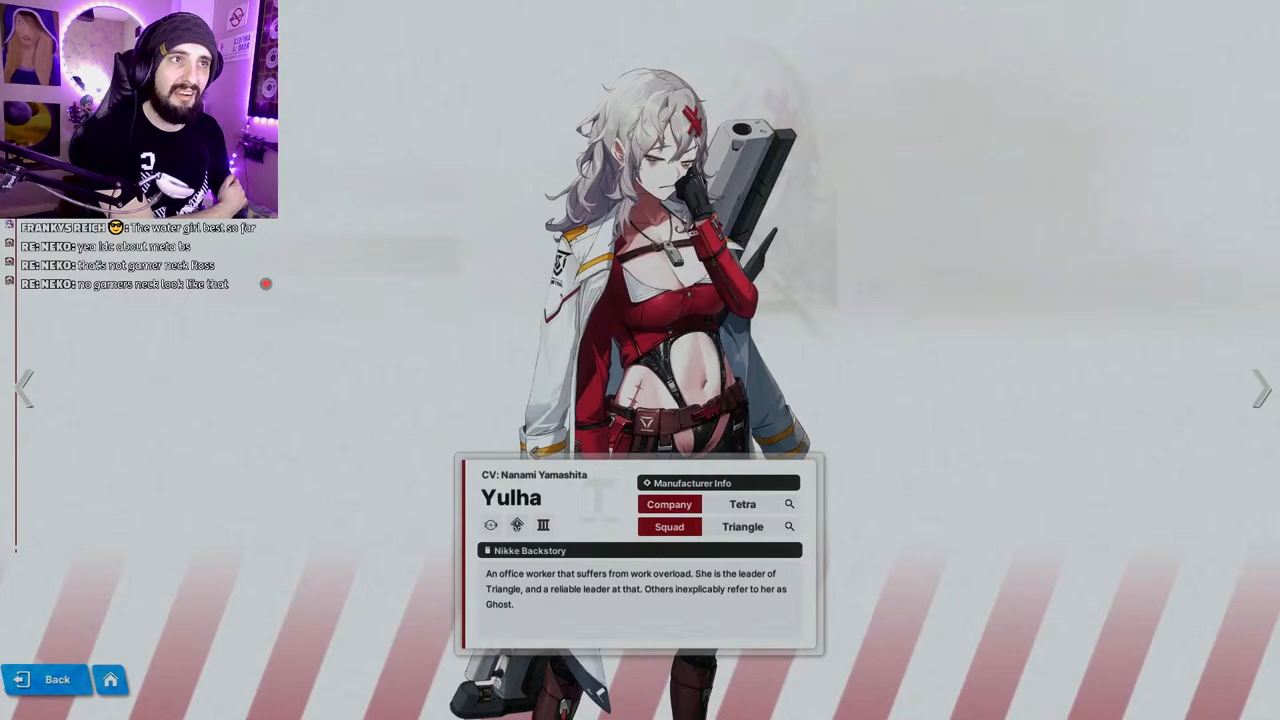 FRANKYS REICH 😎: The water girl best so far
RE: NEKO: yea idc about meta bs
RE: NEKO: that's not gamer neck Ross
RE: NEKO: no gamers neck look like that
CV: Nanami Yamashita
Yulha
Manufacturer Info
Company Tetra
Squad Triangle
Nikke Backstory
An office worker that suffers from work overload. She is the leader of
Triangle, and a reliable leader at that. Others inexplicably refer to her as
Ghost.
Back